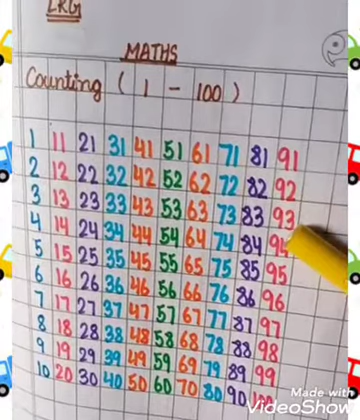 LKG
MATHS
Counting ( 1 - 100 )
1 11 21 31 41 51 61 71 81 91
2 12 22 32 42 52 62 72 82 92
3 13 23 33 43 53 63 73 83 93
4 14 24 34 44 54 64 74 84 94
5 15 25 35 45 55 65 75 85 95
6 16 26 36 46 56 66 76 86 96
7 17 27 37 47 57 67 77 87 97
8 18 28 38 48 58 68 78 88 98
9 19 29 39 49 59 69 79 89 99
10 20 30 40 50 60 70 80 90 100
Made With
VideoShow